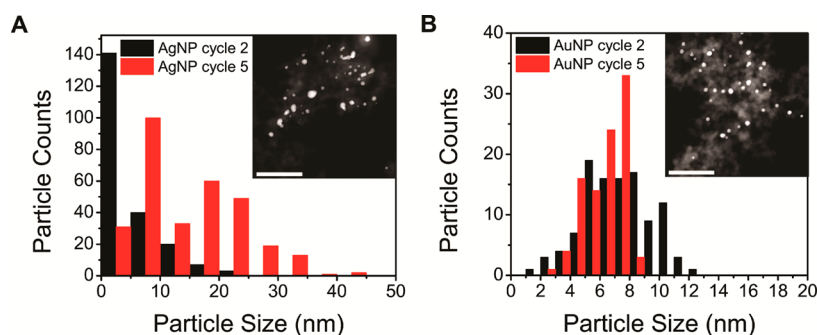 A
AgNP cycle 2
AgNP cycle 5
140
120
100
80
60
40
20
0
Particle Counts
0 10 20 30 40 50
Particle Size (nm)
B
AuNP cycle 2
AuNP cycle 5
40
30
20
10
0
Particle Counts
0 2 4 6 8 10 12 14 16 18 20
Particle Size (nm)